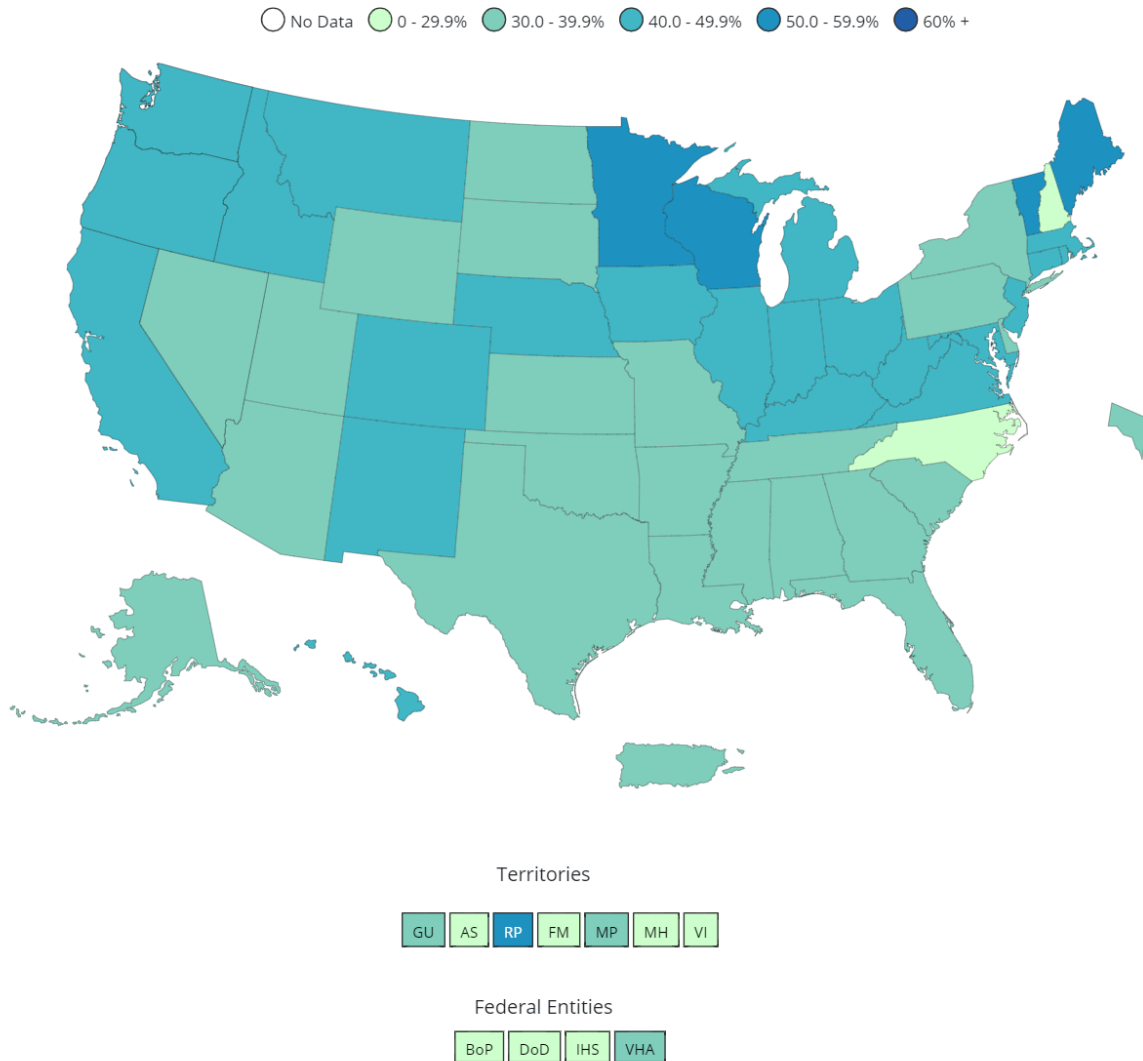 No Data 0 - 29.9% 30.0 - 39.9% 40.0 - 49.9% 50.0 - 59.9% 60% +
Territories
GU AS RP FM MP MH VI
Federal Entities
BoP DoD IHS VHA